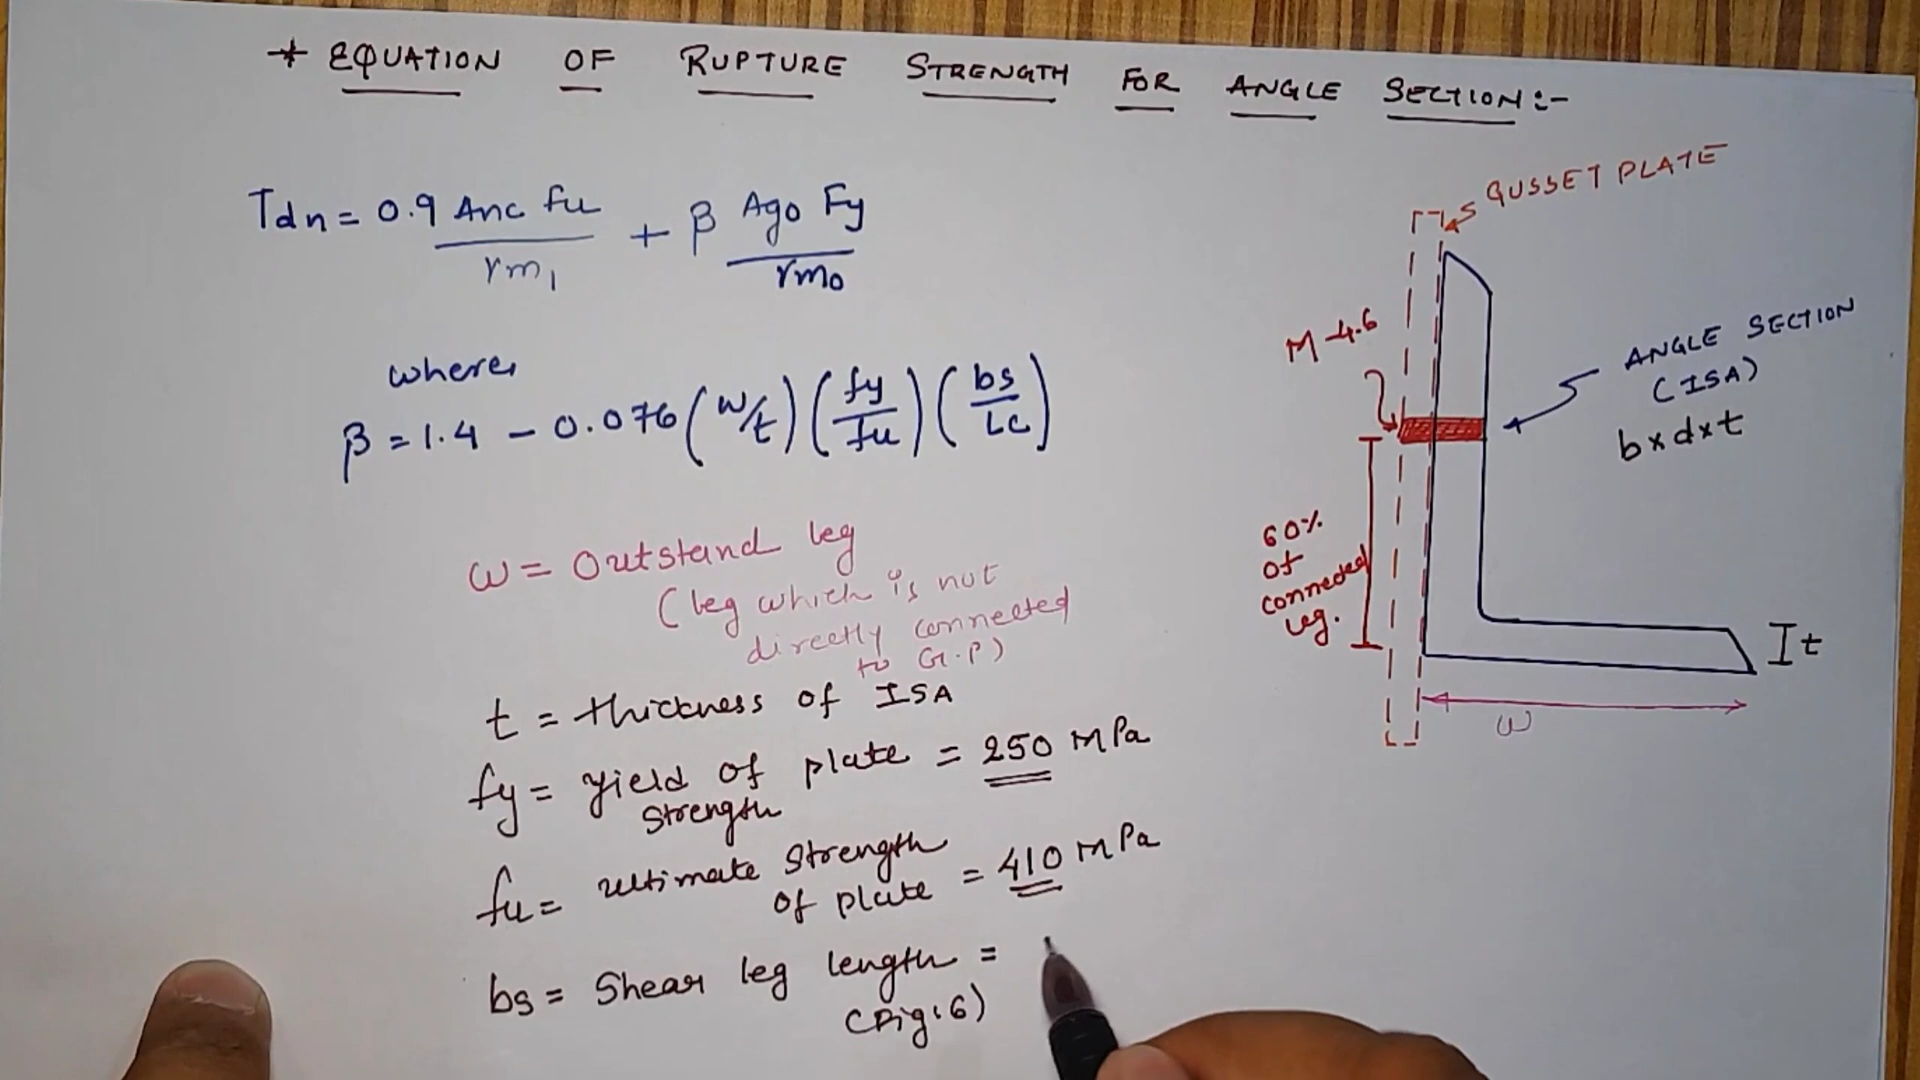 * EQUATION OF RUPTURE STRENGTH FOR ANGLE SECTION:-
Tdn = 0.9 Anc fu / γm1 + β Ago Fy / γm0
where,
β = 1.4 - 0.076 (w/t) (fy/fu) (bs/Lc)
w = Outstand leg
(leg which is not
directly connected
to G.P)
t = thickness of ISA
fy = yield of plate = 250 MPa
Strength
fu = ultimate Strength
of plate = 410 MPa
bs = Shear leg length =
(Fig:6)
GUSSET PLATE
M-4.6
ANGLE SECTION
(ISA)
b x d x t
60%
of
connected
leg.
t
w